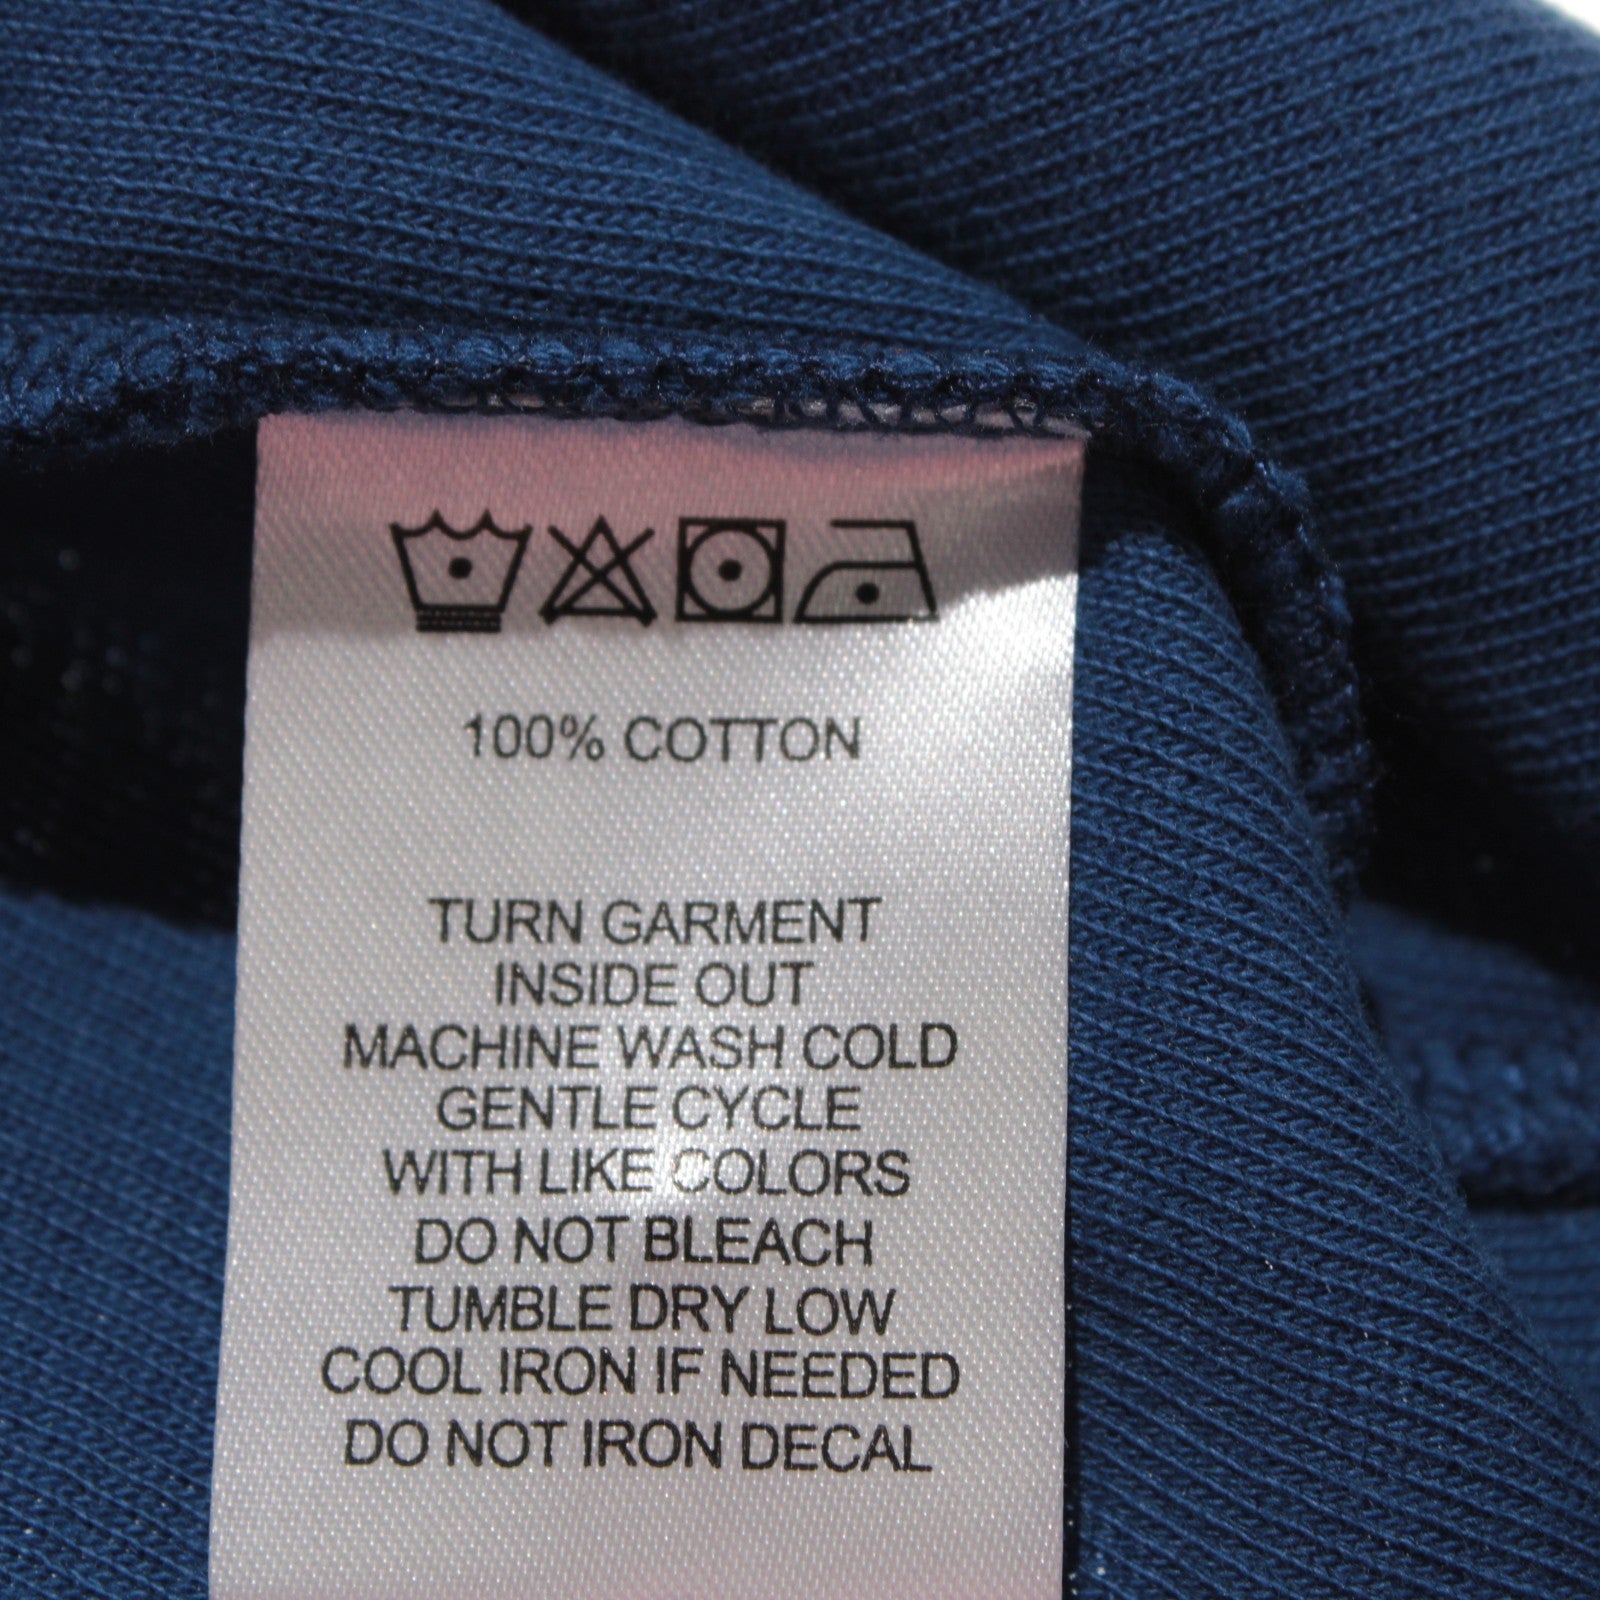 100% COTTON
TURN GARMENT
INSIDE OUT
MACHINE WASH COLD
GENTLE CYCLE
WITH LIKE COLORS
DO NOT BLEACH
TUMBLE DRY LOW
COOL IRON IF NEEDED
DO NOT IRON DECAL